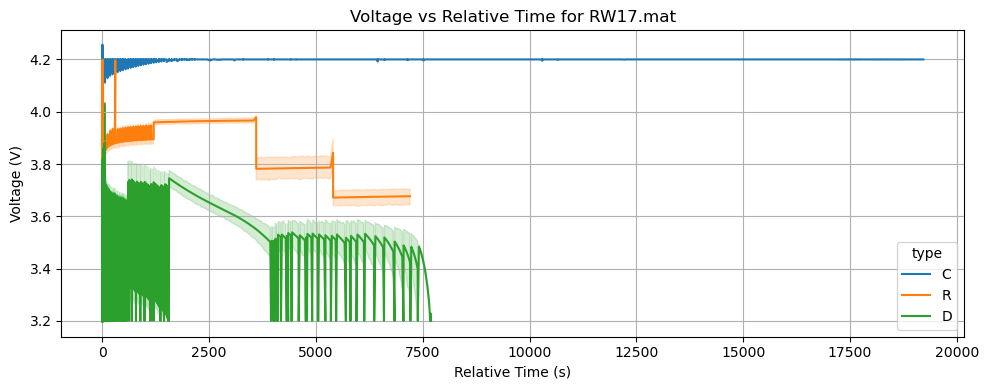 Voltage vs Relative Time for RW17.mat
Voltage (V)
4.2
4.0
3.8
3.6
3.4
3.2
type
C
R
D
0 2500 5000 7500 10000 12500 15000 17500 20000
Relative Time (s)